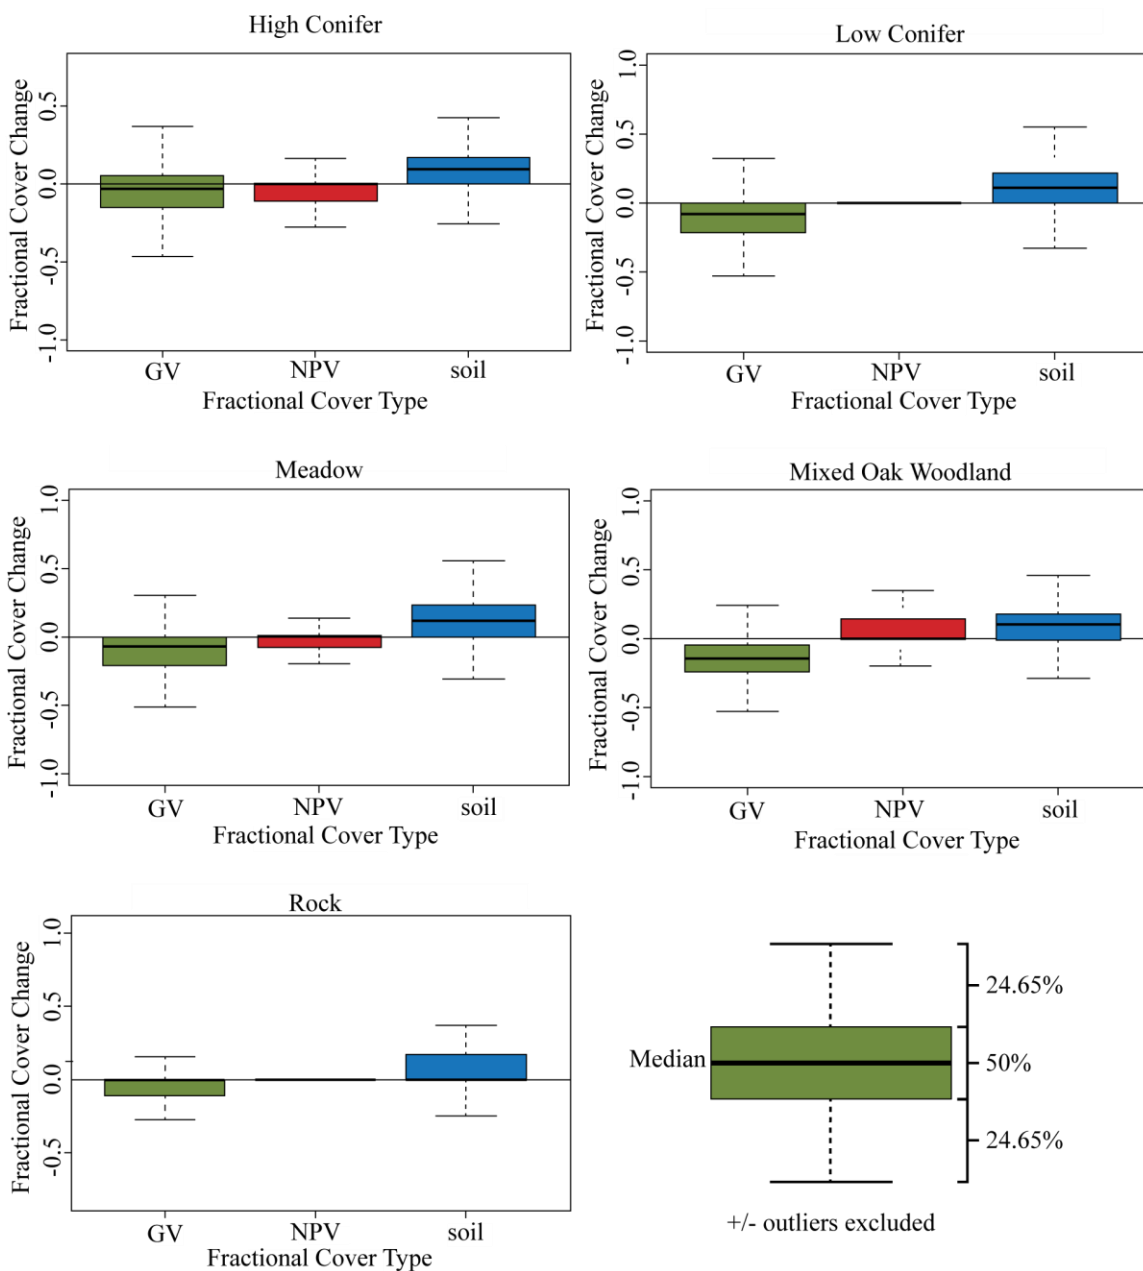 High Conifer
Fractional Cover Change
0.5
0.0
-0.5
-1.0
GV NPV soil
Fractional Cover Type
Low Conifer
Fractional Cover Change
1.0
0.5
0.0
-0.5
-1.0
GV NPV soil
Fractional Cover Type
Meadow
Fractional Cover Change
1.0
0.5
0.0
-0.5
-1.0
GV NPV soil
Fractional Cover Type
Mixed Oak Woodland
Fractional Cover Change
1.0
0.5
0.0
-0.5
-1.0
GV NPV soil
Fractional Cover Type
Rock
Fractional Cover Change
1.0
0.5
0.0
-0.5
GV NPV soil
Fractional Cover Type
24.65%
Median 50%
24.65%
+/- outliers excluded